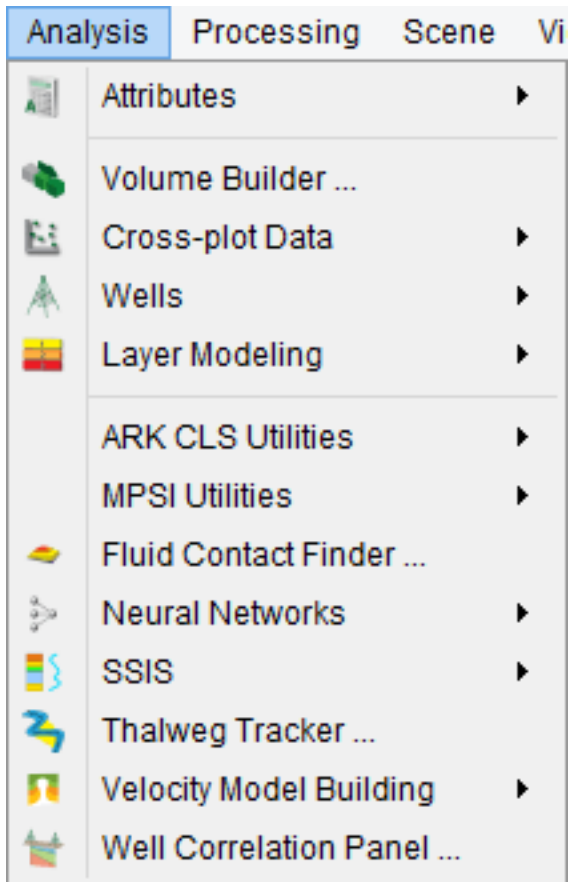 Analysis Processing Scene Vi
Attributes
Volume Builder ...
Cross-plot Data
Wells
Layer Modeling
ARK CLS Utilities
MPSI Utilities
Fluid Contact Finder ...
Neural Networks
SSIS
Thalweg Tracker ...
Velocity Model Building
Well Correlation Panel ...